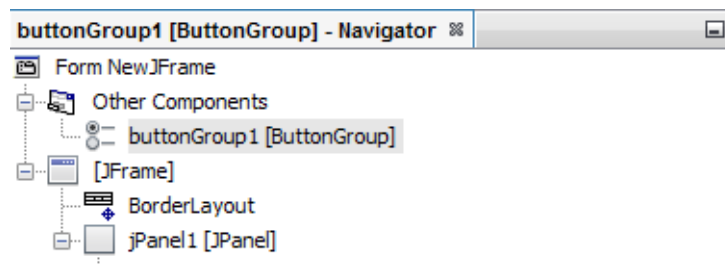 buttonGroup1 [ButtonGroup] - Navigator
Form NewJFrame
Other Components
buttonGroup1 [ButtonGroup]
[JFrame]
BorderLayout
jPanel1 [JPanel]